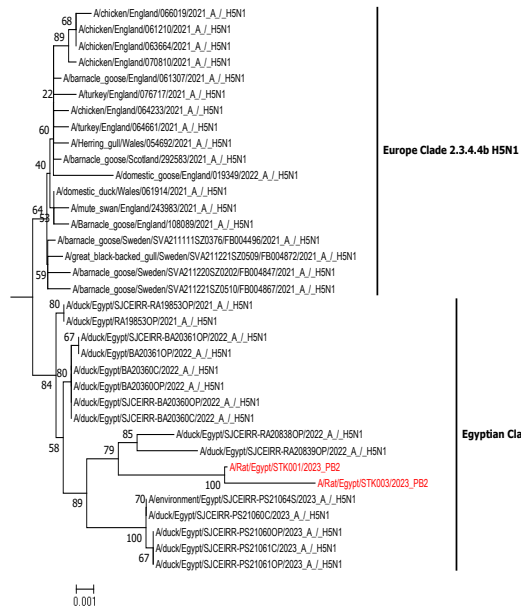 A/chicken/England/066019/2021_A_/_H5N1
68
A/chicken/England/061210/2021_A_/_H5N1
89
A/chicken/England/063664/2021_A_/_H5N1
A/chicken/England/070810/2021_A_/_H5N1
A/barnacle_goose/England/061307/2021_A_/_H5N1
22
A/turkey/England/076717/2021_A_/_H5N1
A/chicken/England/064233/2021_A_/_H5N1
60
A/turkey/England/064661/2021_A_/_H5N1
A/Herring_gull/Wales/054692/2021_A_/_H5N1
Europe Clade 2.3.4.4b H5N1
40
A/barnacle_goose/Scotland/292583/2021_A_/_H5N1
A/domestic_goose/England/019349/2022_A_/_H5N1
A/domestic_duck/Wales/061914/2021_A_/_H5N1
64
A/mute_swan/England/243983/2021_A_/_H5N1
53
A/Barnacle_goose/England/108089/2021_A_/_H5N1
A/barnacle_goose/Sweden/SVA211111SZ0376/FB004496/2021_A_/_H5N1
A/great_black-backed_gull/Sweden/SVA211221SZ0509/FB004872/2021_A_/_H5N1
59
A/barnacle_goose/Sweden/SVA211220SZ0202/FB004847/2021_A_/_H5N1
A/barnacle_goose/Sweden/SVA211221SZ0510/FB004867/2021_A_/_H5N1
80
A/duck/Egypt/SJCEIRR-RA19853OP/2021_A_/_H5N1
A/duck/Egypt/RA19853OP/2021_A_/_H5N1
67
A/duck/Egypt/SJCEIRR-BA20361OP/2022_A_/_H5N1
A/duck/Egypt/BA20361OP/2022_A_/_H5N1
84
80
A/duck/Egypt/BA20360C/2022_A_/_H5N1
A/duck/Egypt/BA20360OP/2022_A_/_H5N1
A/duck/Egypt/SJCEIRR-BA20360OP/2022_A_/_H5N1
A/duck/Egypt/SJCEIRR-BA20360C/2022_A_/_H5N1
85
A/duck/Egypt/SJCEIRR-RA20838OP/2022_A_/_H5N1
Egyptian Cla
58
79
A/duck/Egypt/SJCEIRR-RA20839OP/2022_A_/_H5N1
A/Rat/Egypt/STK001/2023_PB2
100
A/Rat/Egypt/STK003/2023_PB2
89
70
A/environment/Egypt/SJCEIRR-PS21064S/2023_A_/_H5N1
A/duck/Egypt/SJCEIRR-PS21060C/2023_A_/_H5N1
100
A/duck/Egypt/SJCEIRR-PS21060OP/2023_A_/_H5N1
67
A/duck/Egypt/SJCEIRR-PS21061C/2023_A_/_H5N1
A/duck/Egypt/SJCEIRR-PS21061OP/2023_A_/_H5N1
0.001